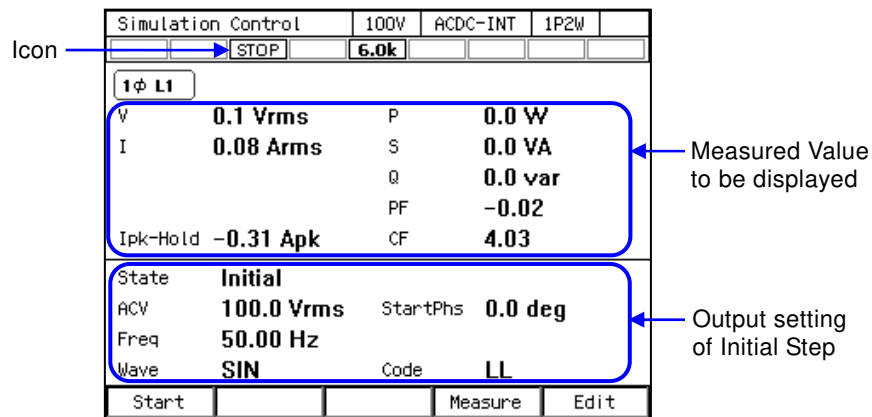 Simulation Control 100V ACDC-INT 1P2W
Icon STOP 6.0k
1ϕ L1
V 0.1 Vrms P 0.0 W
I 0.08 Arms S 0.0 VA
Measured Value
to be displayed
Q 0.0 var
PF -0.02
Ipk-Hold -0.31 Apk CF 4.03
State Initial
ACV 100.0 Vrms StartPhs 0.0 deg
Output setting
of Initial Step
Freq 50.00 Hz
Wave SIN Code LL
Start Measure Edit